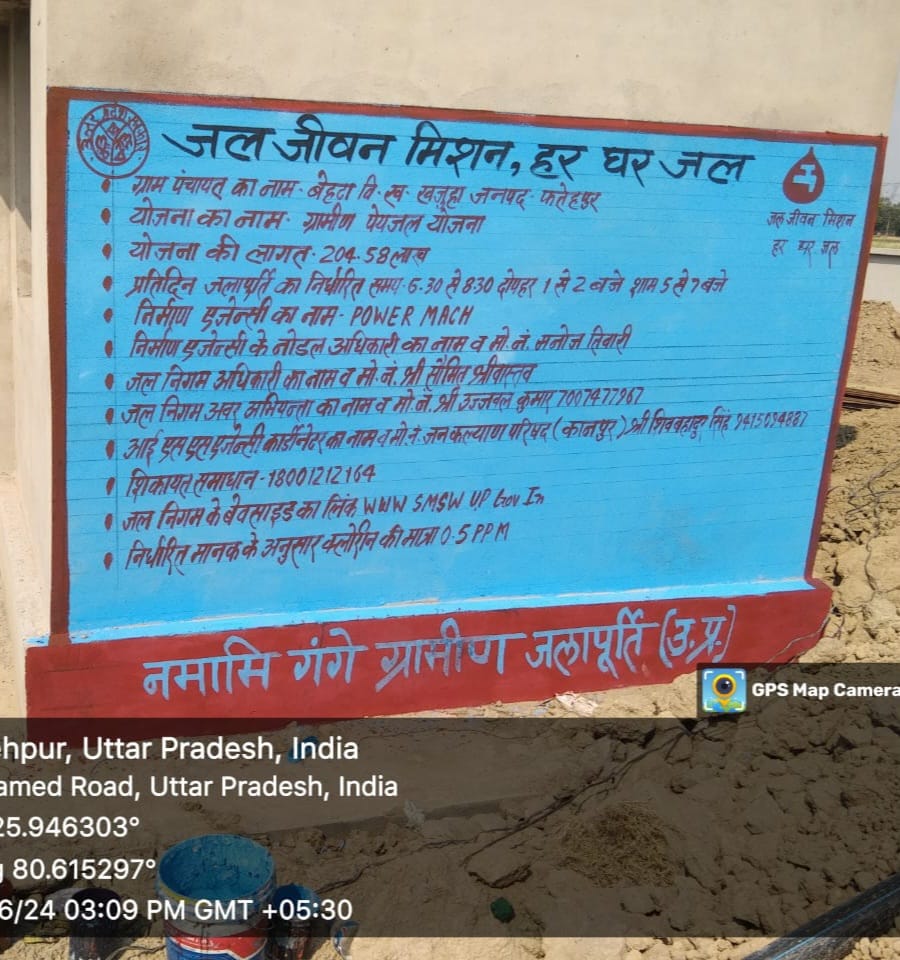 जल जीवन मिशन, हर घर जल
ग्राम पंचायत का नाम- बेहटा वि. ख. खजुहा जनपद- फतेहपुर
योजना का नाम- ग्रामीण पेयजल योजना
योजना की लागत- 204.58 लाख
प्रतिदिन जलापूर्ति का निर्धारित समय- 6.30 से 8.30 दोपहर 1 से 2 बजे शाम 5 से 7 बजे
निर्माण एजेन्सी का नाम- POWER MACH
निर्माण एजेन्सी के नोडल अधिकारी का नाम व मो. नं. मनोज तिवारी
जल निगम अधिकारी का नाम व मो. नं. श्री सौमित श्रीवास्तव
जल निगम अवर अभियन्ता का नाम व मो. नं. श्री उज्जवल कुमार 7007477967
आई एस एस एजेन्सी कार्डीनेटर का नाम व मो. नं. जन कल्याण परिषद (कानपुर) श्री शिवबहादुर सिंह 9415094887
शिकायत समाधान- 18001212164
जल निगम के बेवसाइड का लिंक WWW SMSW UP Gov In
निर्धारित मानक के अनुसार क्लोरिन की मात्रा 0.5 PPM
जल जीवन मिशन
हर घर जल
नमामि गंगे ग्रामीण जलापूर्ति (उ.प्र.)
GPS Map Camera
ehpur, Uttar Pradesh, India
amed Road, Uttar Pradesh, India
25.946303°
g 80.615297°
6/24 03:09 PM GMT +05:30